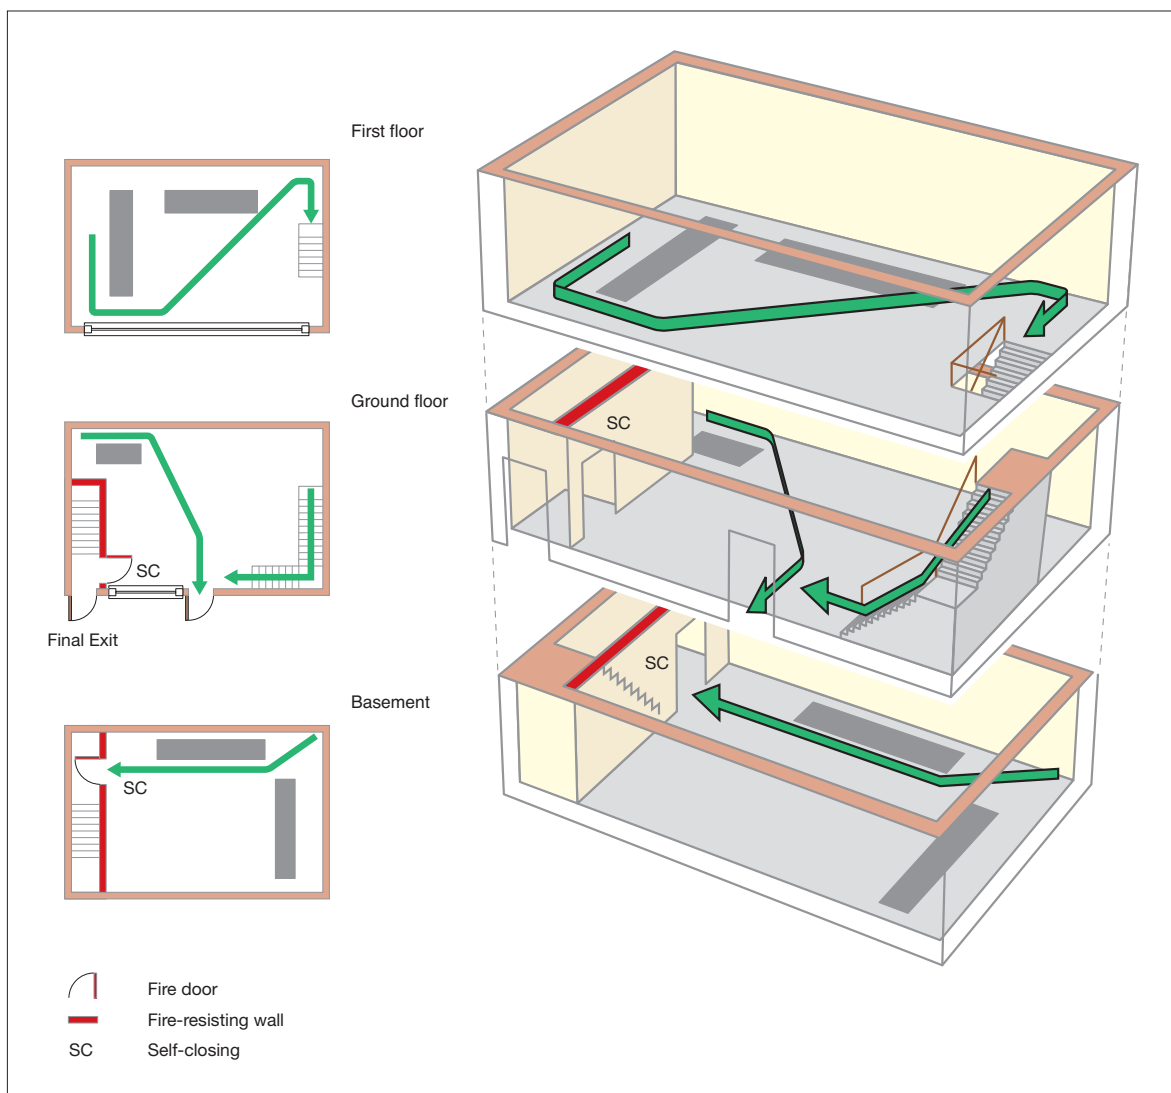 First floor
Ground floor
SC
SC
Final Exit
SC
Basement
SC
Fire door
Fire-resisting wall
SC Self-closing